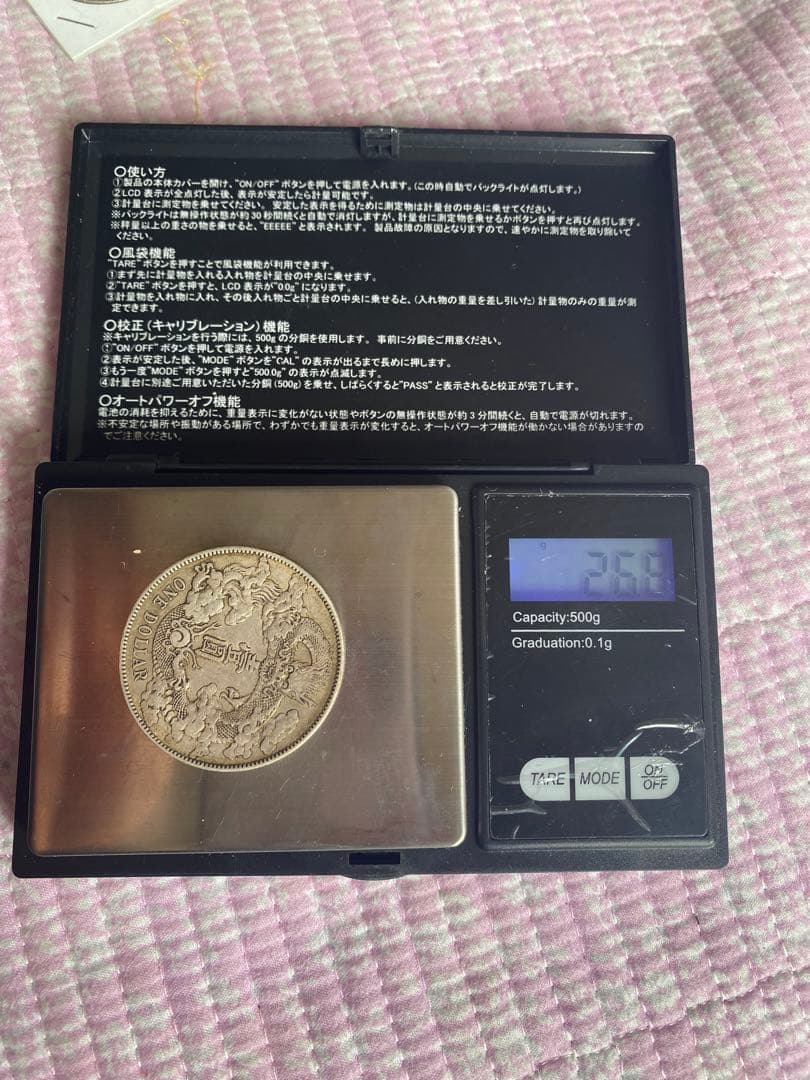 〇使い方
①製品の本体カバーを開け、"ON/OFF" ボタンを押して電源を入れます。(この時自動でバックライトが点灯します。)
②LCD 表示が全点灯した後、表示が安定したら計量可能です。
③計量台に測定物を乗せてください。 安定した表示を得るために測定物は計量台の中央に乗せてください。
※バックライトは無操作状態が約30秒間続くと自動で消灯しますが、計量台に測定物を乗せるかボタンを押すと再び点灯します。
※秤量以上の重さの物を乗せると、"EEEEE" と表示されます。 製品故障の原因となりますので、速やかに測定物を取り除いて
ください。
〇風袋機能
"TARE" ボタンを押すことで風袋機能が利用できます。
①まず先に計量物を入れる入れ物を計量台の中央に乗せます。
②"TARE" ボタンを押すと、LCD 表示が "0.0g" になります。
③計量物を入れ物に入れ、その後入れ物ごと計量台の中央に乗せると、(入れ物の重量を差し引いた) 計量物のみの重量が測
定できます。
〇校正 (キャリブレーション) 機能
※キャリブレーションを行う際には、500g の分銅を使用します。 事前に分銅をご用意ください。
①"ON/OFF" ボタンを押して電源を入れます。
②表示が安定した後、"MODE" ボタンを "CAL" の表示が出るまで長めに押します。
③もう一度 "MODE" ボタンを押すと "500.0g" の表示が点滅します。
④計量台に別途ご用意いただいた分銅 (500g) を乗せ、しばらくすると "PASS" と表示されると校正が完了します。
〇オートパワーオフ機能
電池の消耗を抑えるために、重量表示に変化がない状態やボタンの無操作状態が約3分間続くと、自動で電源が切れます。
※不安定な場所や振動がある場所で、わずかでも重量表示が変化すると、オートパワーオフ機能が働かない場合がありますの
でご注意ください。
ONE DOLLAR
壹圓
g
26.8
Capacity:500g
Graduation:0.1g
TARE
MODE
ON
OFF